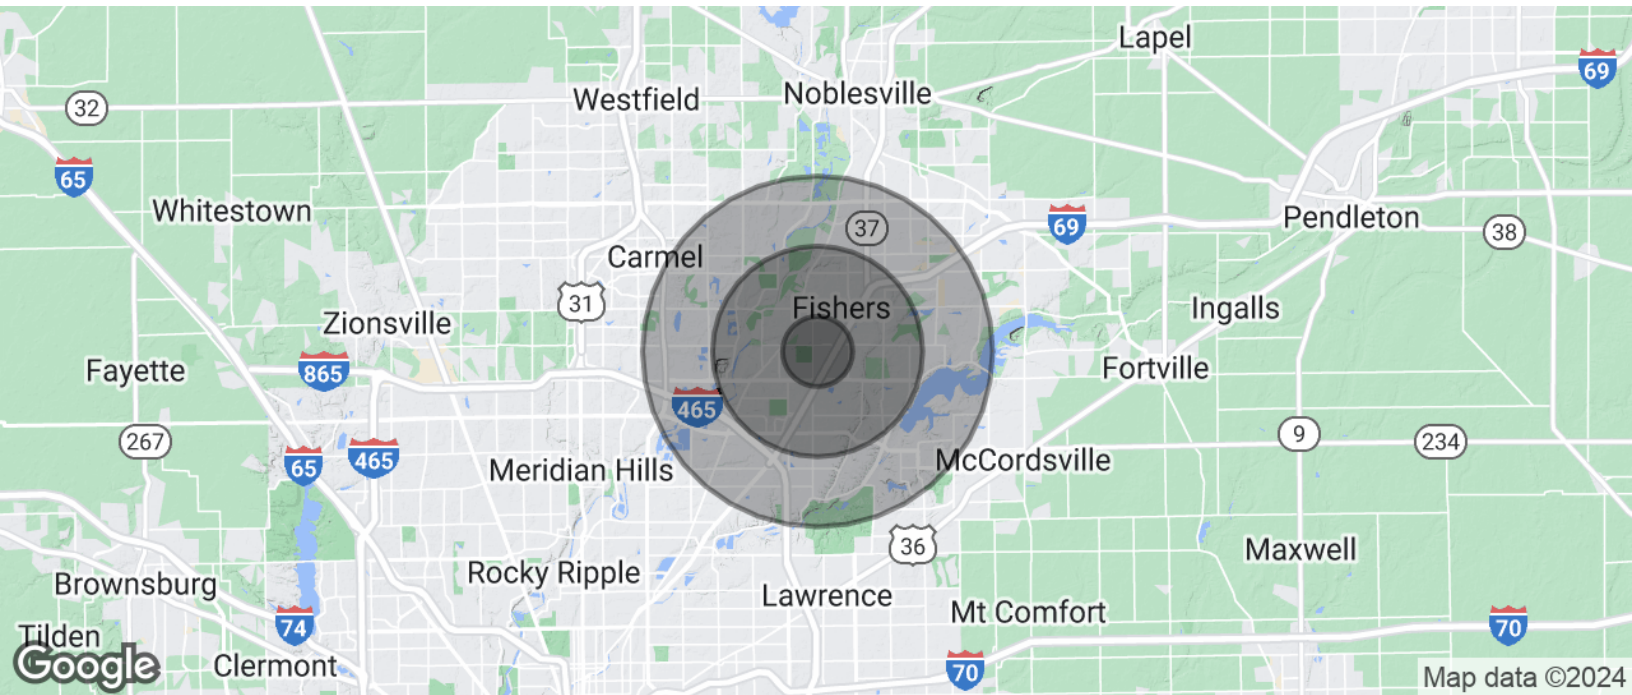 Lapel
69
Westfield
Noblesville
32
65
Whitestown
Pendleton
37
69
38
Carmel
31
Fishers
Ingalls
Zionsville
865
Fayette
Fortville
465
9
267
234
65
465
McCordsville
Meridian Hills
36
Maxwell
Rocky Ripple
Brownsburg
Lawrence
Mt Comfort
74
70
Tilden
Google
Clermont
70
Map data ©2024